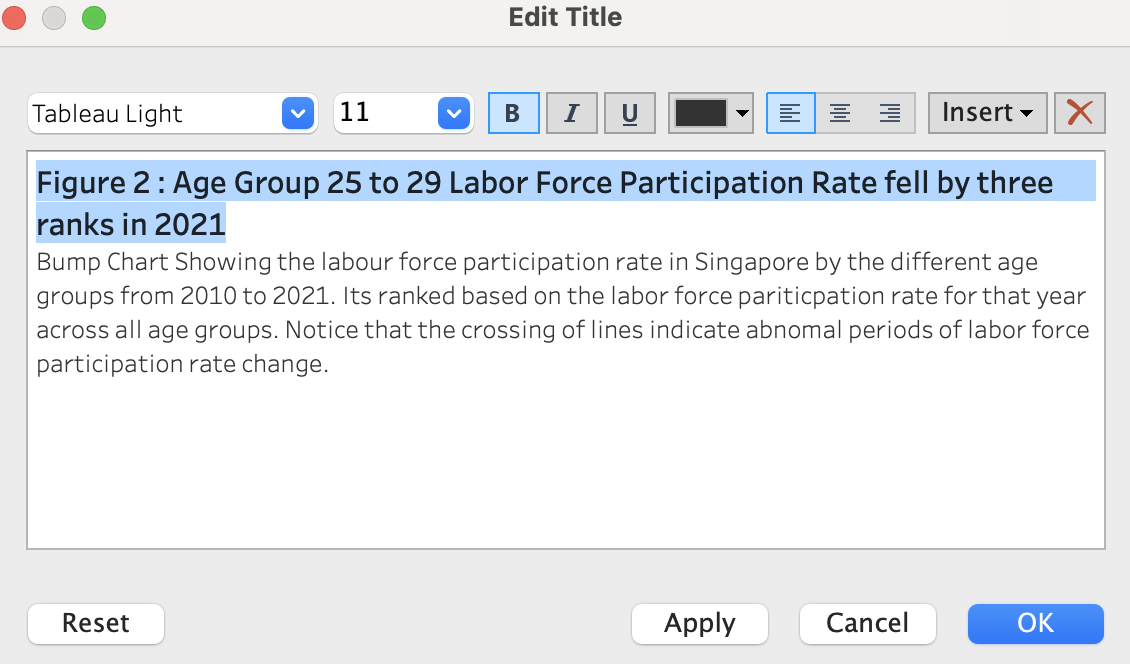 Edit Title
Tableau Light 11 B I U Insert
Figure 2 : Age Group 25 to 29 Labor Force Participation Rate fell by three
ranks in 2021
Bump Chart Showing the labour force participation rate in Singapore by the different age
groups from 2010 to 2021. Its ranked based on the labor force pariticpation rate for that year
across all age groups. Notice that the crossing of lines indicate abnomal periods of labor force
participation rate change.
Reset Apply Cancel OK